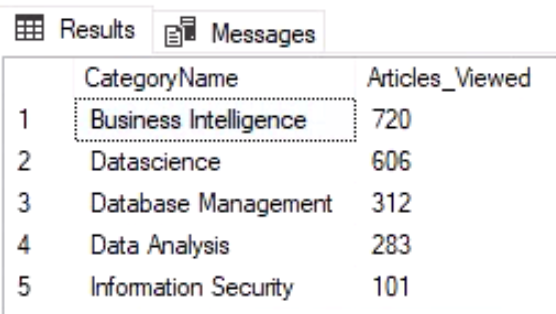 Results Messages
CategoryName Articles_Viewed
1 Business Intelligence 720
2 Datascience 606
3 Database Management 312
4 Data Analysis 283
5 Information Security 101